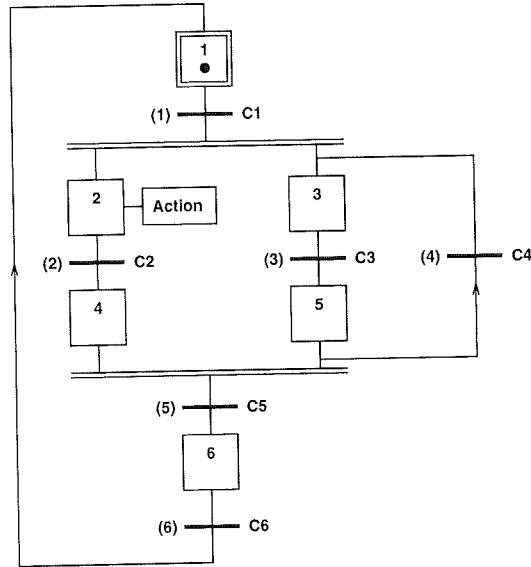 1
(1) C1
2 Action 3
(2) C2 (3) C3 (4) C4
4 5
(5) C5
6
(6) C6